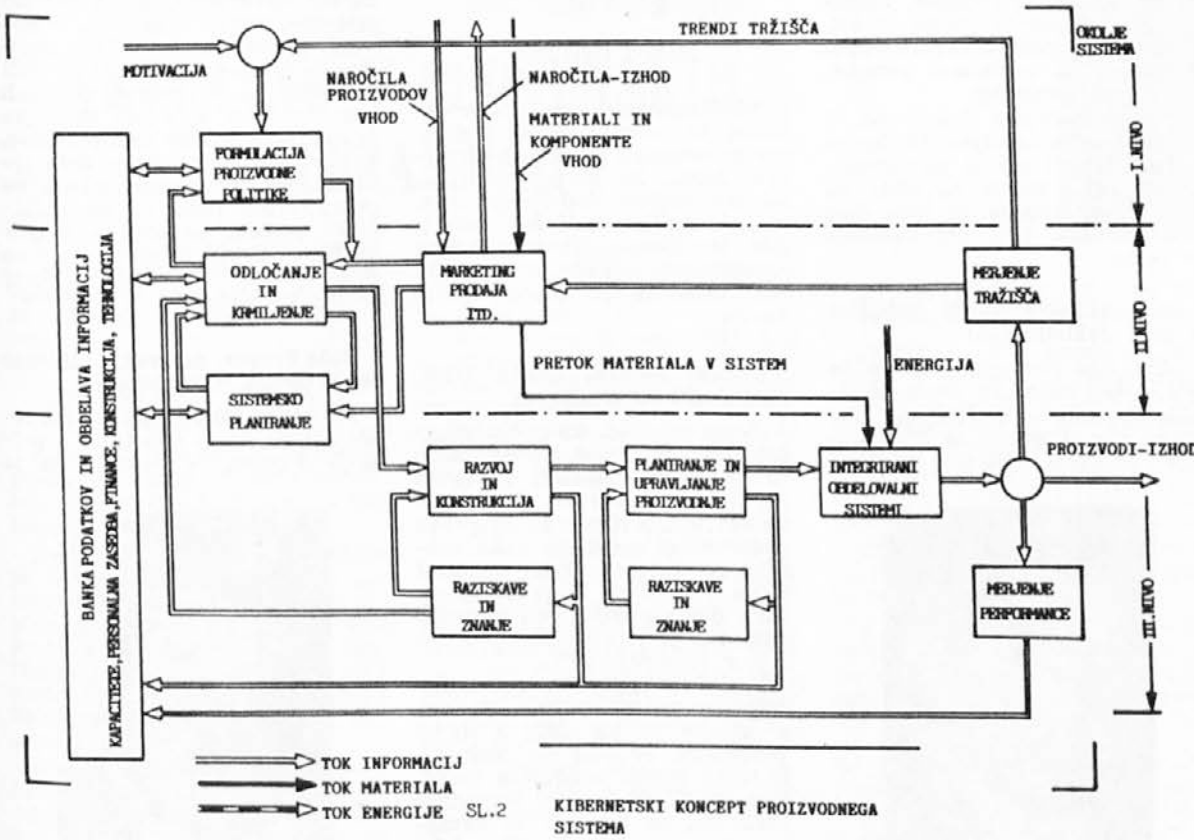 TRENDI TRŽIŠČA
OKOLJE
SISTEMA
MOTIVACIJA
NAROČILA
PROIZVODOV
VHOD
NAROČILA-IZHOD
MATERIALI IN
KOMPONENTE
VHOD
I.NIVO
FORMULACIJA
PROIZVODNE
POLITIKE
BANKA PODATKOV IN OBDELAVA INFORMACIJ
KAPACITETE,PERSONALNA ZASEDBA,FINANCE, KONSTRUKCIJA, TEHNOLOGIJA
ODLOČANJE
IN
KRMILJENJE
MARKETING
PRODAJA
ITD.
MERJENJE
TRAŽIŠČA
II.NIVO
PRETOK MATERIALA V SISTEM
ENERGIJA
SISTEMSKO
PLANIRANJE
PROIZVODI-IZHOD
RAZVOJ
IN
KONSTRUKCIJA
PLANIRANJE IN
UPRAVLJANJE
PROIZVODNJE
INTEGRIRANI
OBDELOVALNI
SISTEMI
RAZISKAVE
IN
ZNANJE
RAZISKAVE
IN
ZNANJE
MERJENJE
PERFORMANCE
III.NIVO
TOK INFORMACIJ
TOK MATERIALA
TOK ENERGIJE
SL.2
KIBERNETSKI KONCEPT PROIZVODNEGA
SISTEMA